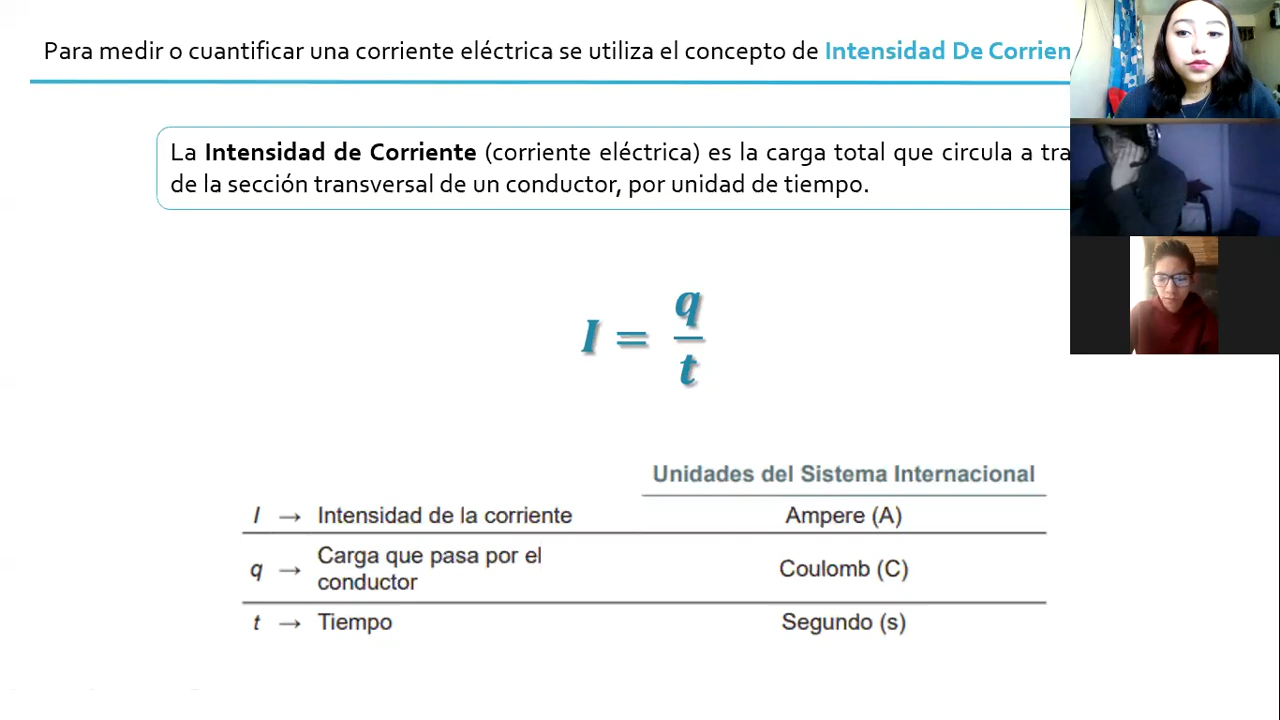 Para medir o cuantificar una corriente eléctrica se utiliza el concepto de Intensidad De Corrien
La Intensidad de Corriente (corriente eléctrica) es la carga total que circula a tra
de la sección transversal de un conductor, por unidad de tiempo.
I = q/t
Unidades del Sistema Internacional
I → Intensidad de la corriente Ampere (A)
q → Carga que pasa por el
conductor Coulomb (C)
t → Tiempo Segundo (s)